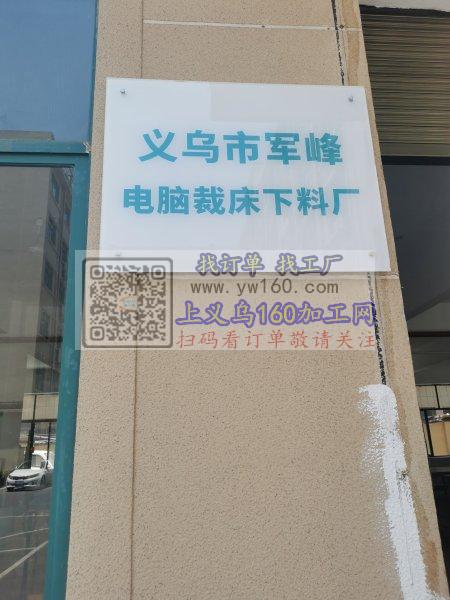 义乌市军峰
电脑裁床下料厂
找订单 找工厂
www.yw160.com
上义乌160加工网
扫码看订单敬请关注